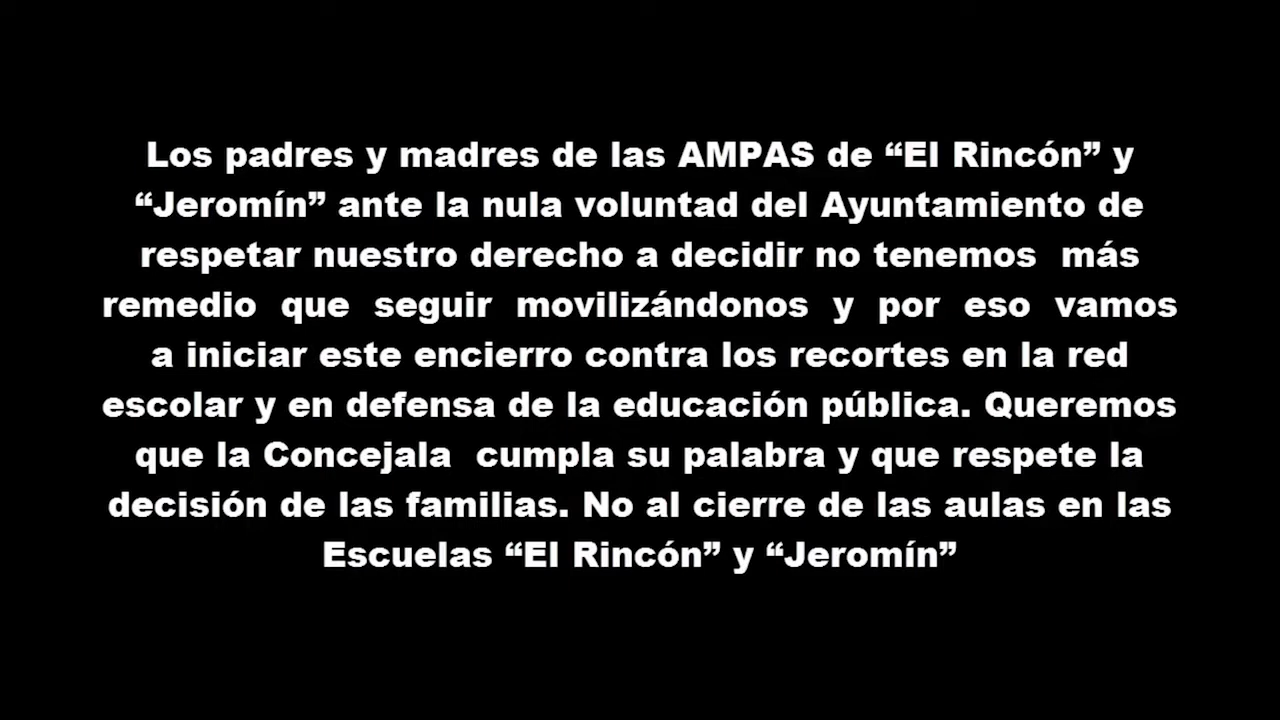 Los padres y madres de las AMPAS de “El Rincón” y
“Jeromín” ante la nula voluntad del Ayuntamiento de
respetar nuestro derecho a decidir no tenemos  más
remedio  que  seguir  movilizándonos  y  por  eso  vamos
a iniciar este encierro contra los recortes en la red
escolar y en defensa de la educación pública. Queremos
que la Concejala  cumpla su palabra y que respete la
decisión de las familias. No al cierre de las aulas en las
Escuelas “El Rincón” y “Jeromín”